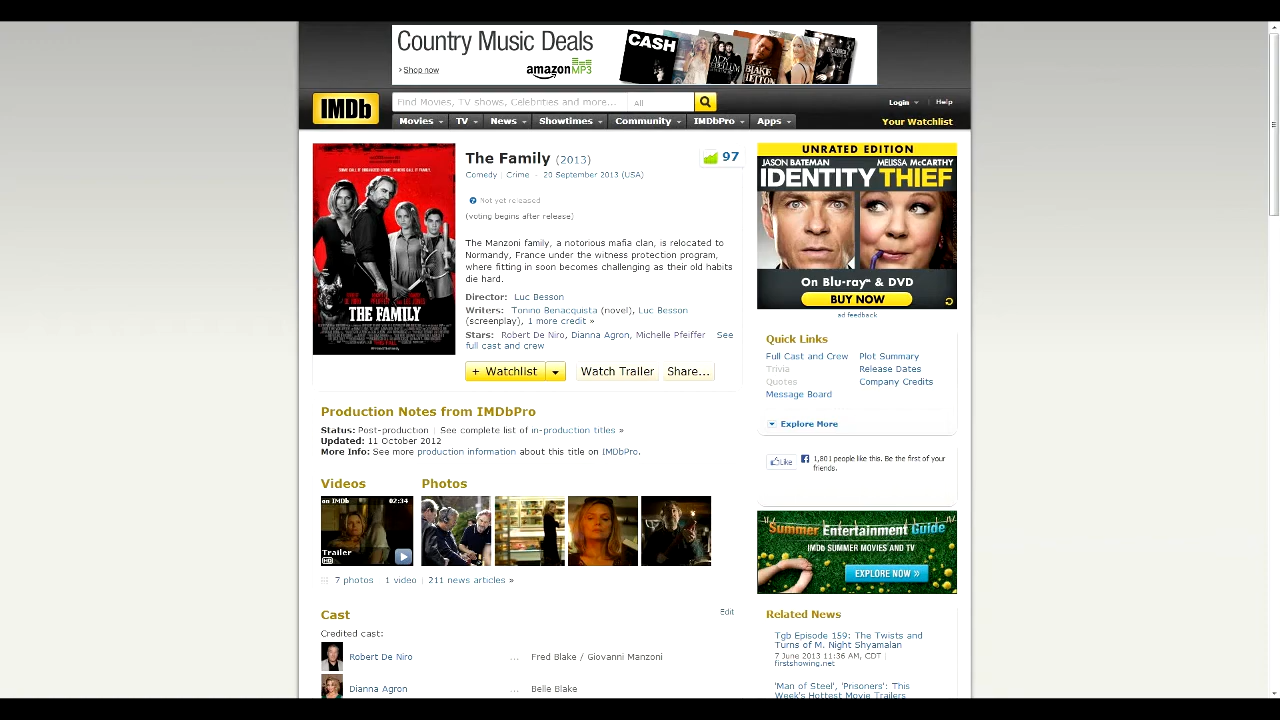 Country Music Deals
Shop now
amazonMP3
CASH
IMDb
Find Movies, TV shows, Celebrities and more...
All
Login
Help
Movies
TV
News
Showtimes
Community
IMDbPro
Apps
Your Watchlist
The Family (2013)
97
Comedy | Crime - 20 September 2013 (USA)
Not yet released
(voting begins after release)
The Manzoni family, a notorious mafia clan, is relocated to
Normandy, France under the witness protection program,
where fitting in soon becomes challenging as their old habits
die hard.
Director: Luc Besson
Writers: Tonino Benacquista (novel), Luc Besson
(screenplay), 1 more credit »
Stars: Robert De Niro, Dianna Agron, Michelle Pfeiffer See
full cast and crew
+ Watchlist
Watch Trailer
Share...
THE FAMILY
Production Notes from IMDbPro
Status: Post-production | See complete list of in-production titles »
Updated: 11 October 2012
More Info: See more production information about this title on IMDbPro.
Videos
Photos
on IMDb 02:34
Trailer
HD
7 photos 1 video | 211 news articles »
Cast
Edit
Credited cast:
Robert De Niro ... Fred Blake / Giovanni Manzoni
Dianna Agron ... Belle Blake
UNRATED EDITION
JASON BATEMAN MELISSA McCARTHY
IDENTITY THIEF
On Blu-ray™ & DVD
BUY NOW
ad feedback
Quick Links
Full Cast and Crew
Plot Summary
Trivia
Release Dates
Quotes
Company Credits
Message Board
Explore More
Like
1,801 people like this. Be the first of your
friends.
Summer Entertainment Guide
IMDb SUMMER MOVIES AND TV
EXPLORE NOW »
Related News
Tgb Episode 159: The Twists and
Turns of M. Night Shyamalan
7 June 2013 11:36 AM, CDT |
firstshowing.net
'Man of Steel', 'Prisoners': This
Week's Hottest Movie Trailers